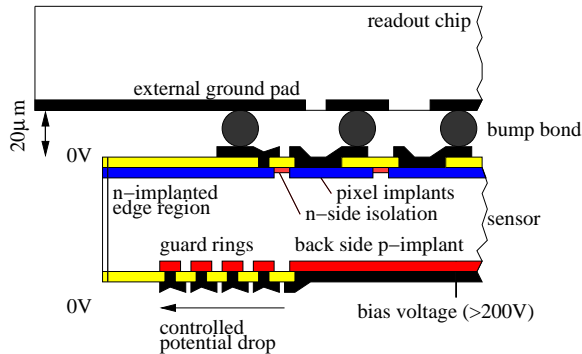 readout chip
external ground pad
20μm
bump bond
0V
n−implanted
edge region
pixel implants
n−side isolation
sensor
guard rings
back side p−implant
0V
bias voltage (>200V)
controlled
potential drop